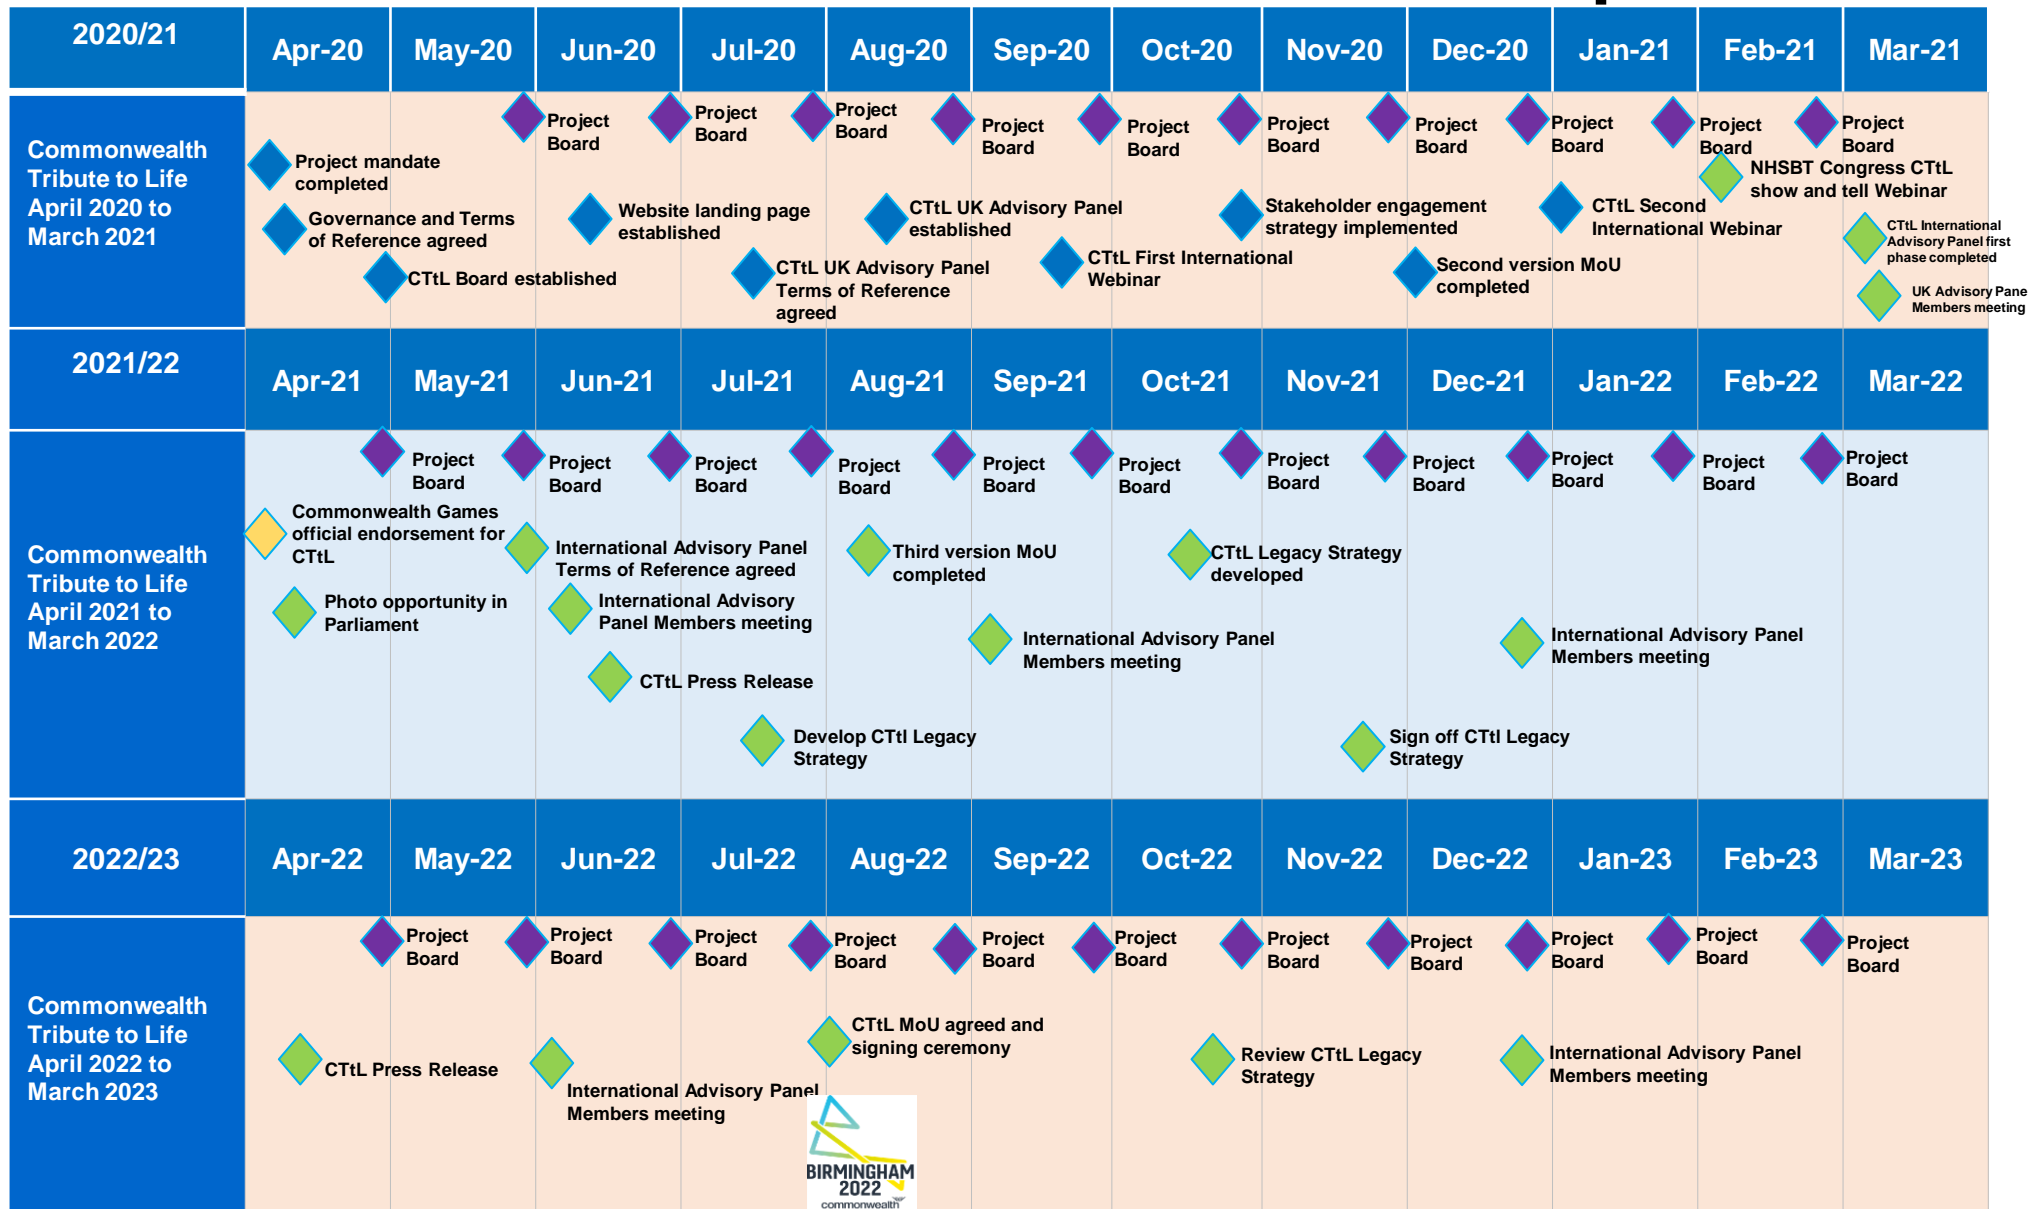 2020/21
Apr-20
May-20
Jun-20
Jul-20
Aug-20
Sep-20
Oct-20
Nov-20
Dec-20
Jan-21
Feb-21
Mar-21
Commonwealth
Tribute to Life
April 2020 to
March 2021
Project
Board
Project
Board
Project
Board
Project
Board
Project
Board
Project
Board
Project
Board
Project
Board
Project
Board
Project
Board
Project mandate
completed
Governance and Terms
of Reference agreed
CTtL Board established
Website landing page
established
CTtL UK Advisory Panel
Terms of Reference
agreed
CTtL UK Advisory Panel
established
CTtL First International
Webinar
Stakeholder engagement
strategy implemented
Second version MoU
completed
CTtL Second
International Webinar
NHSBT Congress CTtL
show and tell Webinar
CTtL International
Advisory Panel first
phase completed
UK Advisory Pane
Members meeting
2021/22
Apr-21
May-21
Jun-21
Jul-21
Aug-21
Sep-21
Oct-21
Nov-21
Dec-21
Jan-22
Feb-22
Mar-22
Commonwealth
Tribute to Life
April 2021 to
March 2022
Project
Board
Project
Board
Project
Board
Project
Board
Project
Board
Project
Board
Project
Board
Project
Board
Project
Board
Project
Board
Project
Board
Commonwealth Games
official endorsement for
CTtL
Photo opportunity in
Parliament
International Advisory Panel
Terms of Reference agreed
International Advisory
Panel Members meeting
CTtL Press Release
Develop CTtl Legacy
Strategy
Third version MoU
completed
International Advisory Panel
Members meeting
CTtL Legacy Strategy
developed
Sign off CTtl Legacy
Strategy
International Advisory Panel
Members meeting
2022/23
Apr-22
May-22
Jun-22
Jul-22
Aug-22
Sep-22
Oct-22
Nov-22
Dec-22
Jan-23
Feb-23
Mar-23
Commonwealth
Tribute to Life
April 2022 to
March 2023
Project
Board
Project
Board
Project
Board
Project
Board
Project
Board
Project
Board
Project
Board
Project
Board
Project
Board
Project
Board
Project
Board
CTtL Press Release
International Advisory Panel
Members meeting
CTtL MoU agreed and
signing ceremony
Review CTtL Legacy
Strategy
International Advisory Panel
Members meeting
BIRMINGHAM
2022
commonwealth